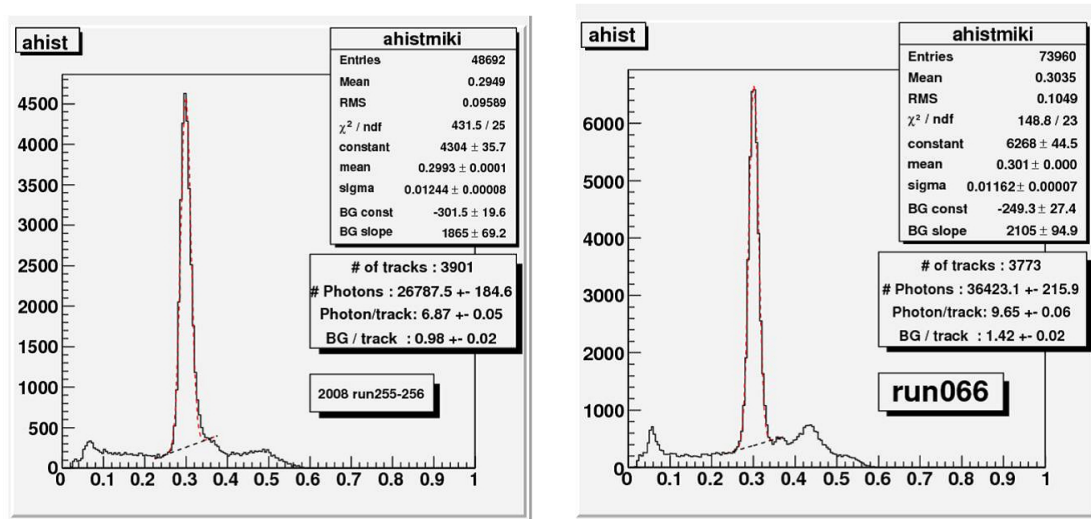 ahist
ahistmiki
Entries 48692
Mean 0.2949
RMS 0.09589
χ² / ndf 431.5 / 25
constant 4304 ± 35.7
mean 0.2993 ± 0.0001
sigma 0.01244 ± 0.00008
BG const -301.5 ± 19.6
BG slope 1865 ± 69.2
# of tracks : 3901
# Photons : 26787.5 +- 184.6
Photon/track: 6.87 +- 0.05
BG / track : 0.98 +- 0.02
2008 run255-256
4500
4000
3500
3000
2500
2000
1500
1000
500
0
0 0.1 0.2 0.3 0.4 0.5 0.6 0.7 0.8 0.9 1
ahist
ahistmiki
Entries 73960
Mean 0.3035
RMS 0.1049
χ² / ndf 148.8 / 23
constant 6268 ± 44.5
mean 0.301 ± 0.000
sigma 0.01162± 0.00007
BG const -249.3 ± 27.4
BG slope 2105 ± 94.9
# of tracks : 3773
# Photons : 36423.1 +- 215.9
Photon/track: 9.65 +- 0.06
BG / track : 1.42 +- 0.02
run066
6000
5000
4000
3000
2000
1000
0
0 0.1 0.2 0.3 0.4 0.5 0.6 0.7 0.8 0.9 1